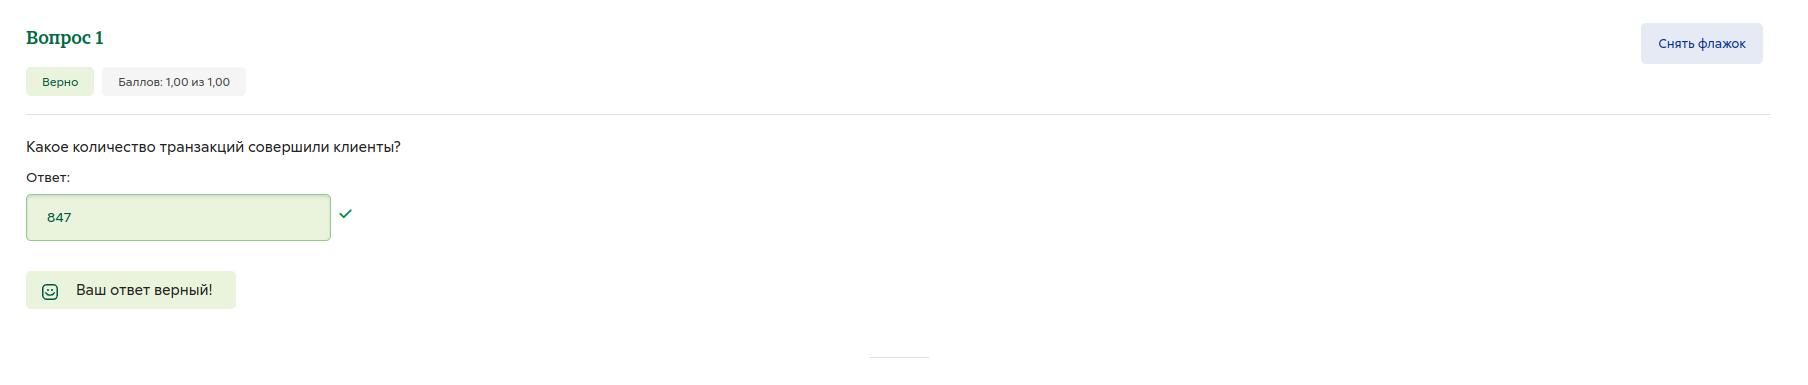 Вопрос 1
Снять флажок
Верно
Баллов: 1,00 из 1,00
Какое количество транзакций совершили клиенты?
Ответ:
847
Ваш ответ верный!